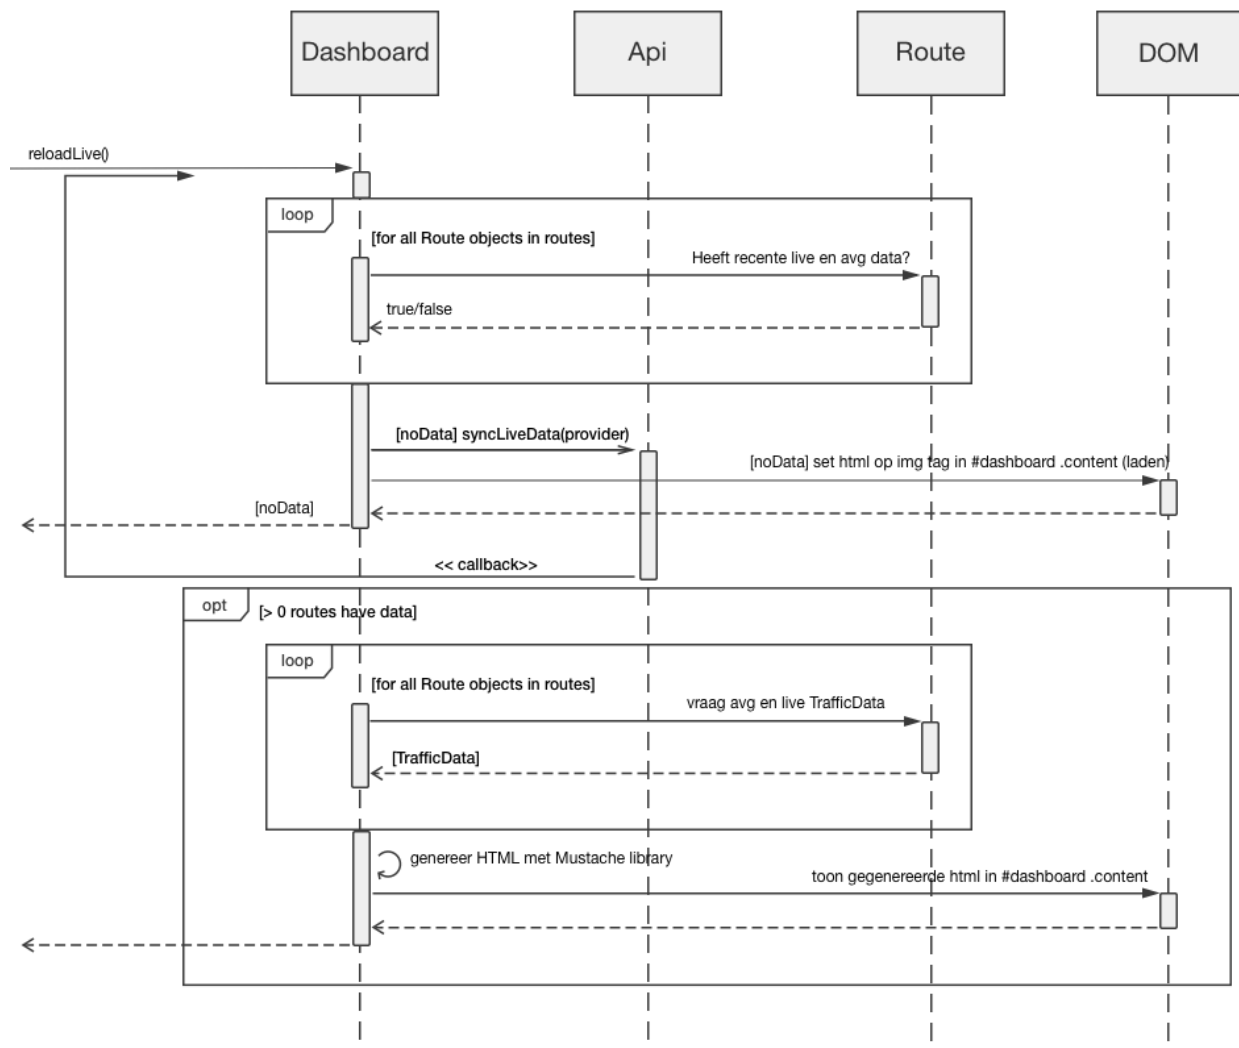 Dashboard
Api
Route
DOM
reloadLive()
loop
[for all Route objects in routes]
Heeft recente live en avg data?
true/false
[noData] syncLiveData(provider)
[noData] set html op img tag in #dashboard .content (laden)
[noData]
<< callback>>
opt
[> 0 routes have data]
loop
[for all Route objects in routes]
vraag avg en live TrafficData
[TrafficData]
genereer HTML met Mustache library
toon gegenereerde html in #dashboard .content